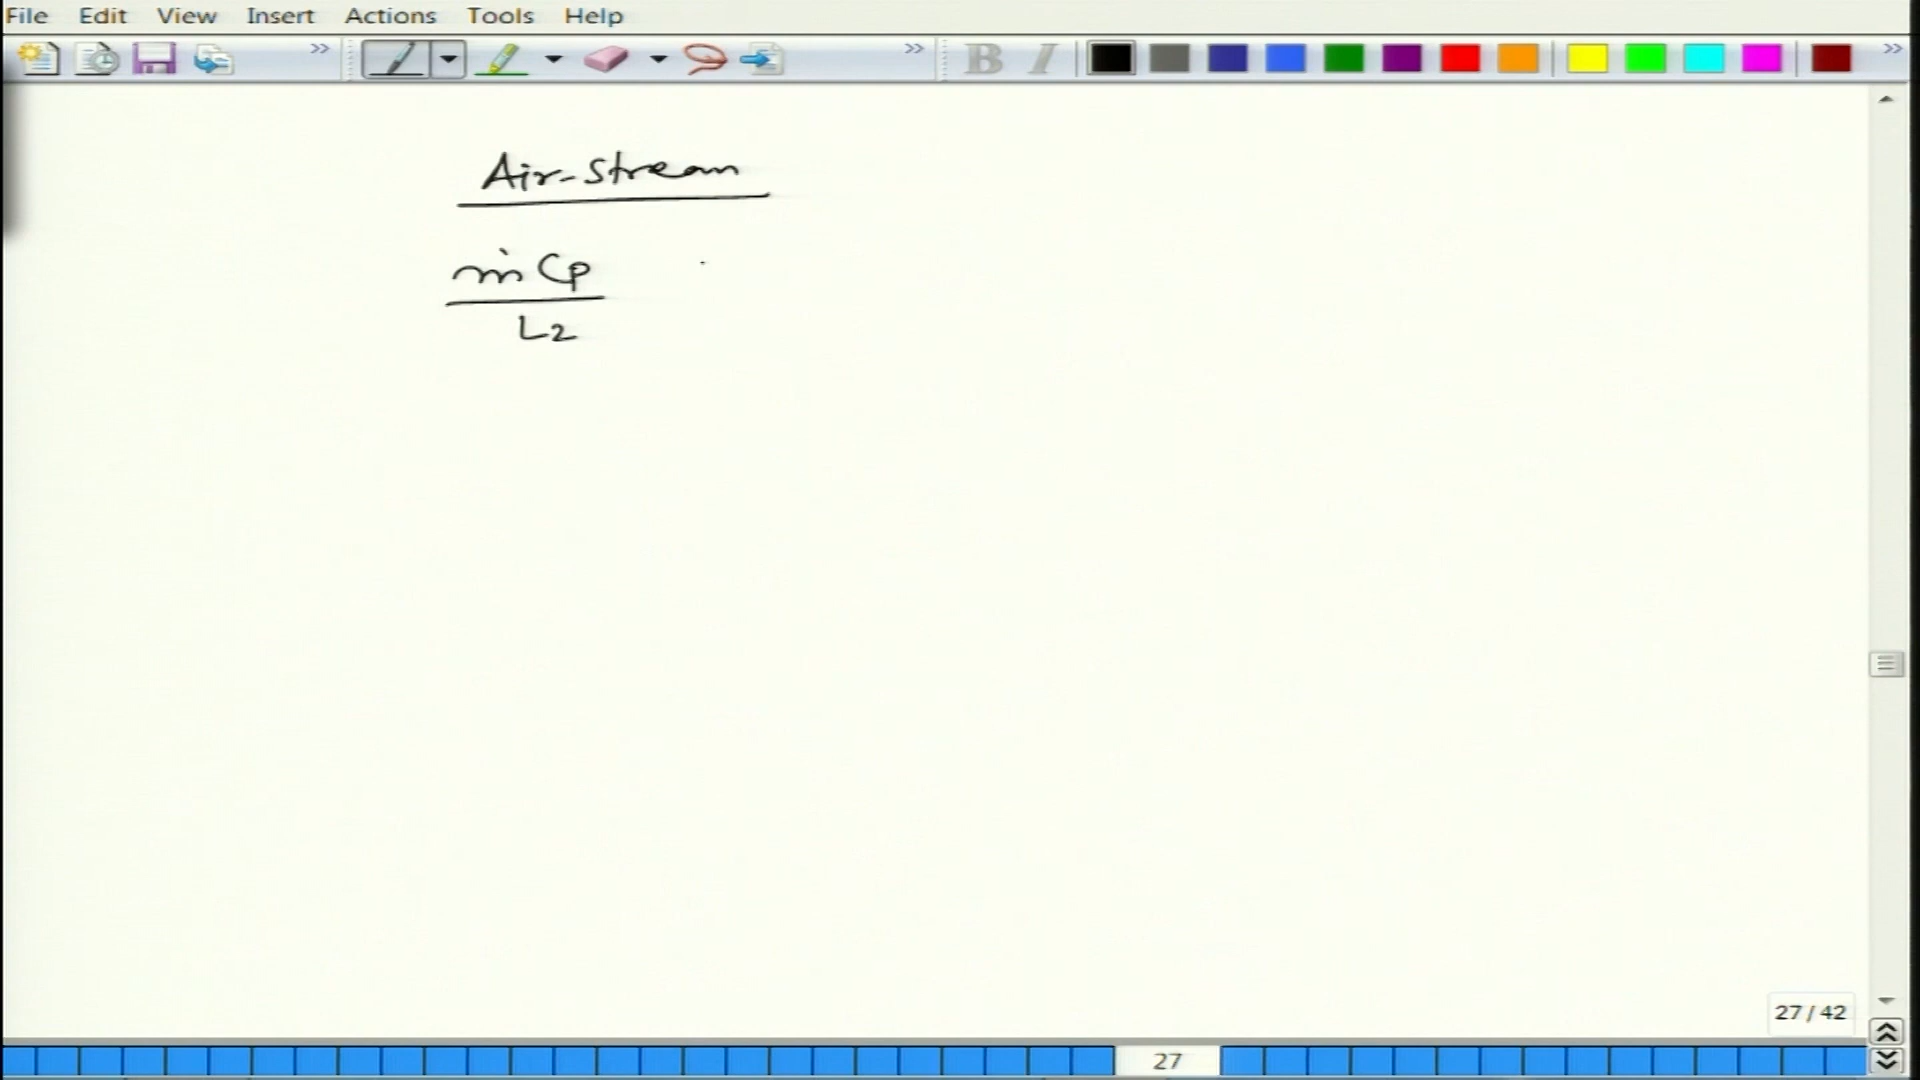 File Edit View Insert Actions Tools Help
B I
Air-Stream
ṁ Cp
L2
27 / 42
27